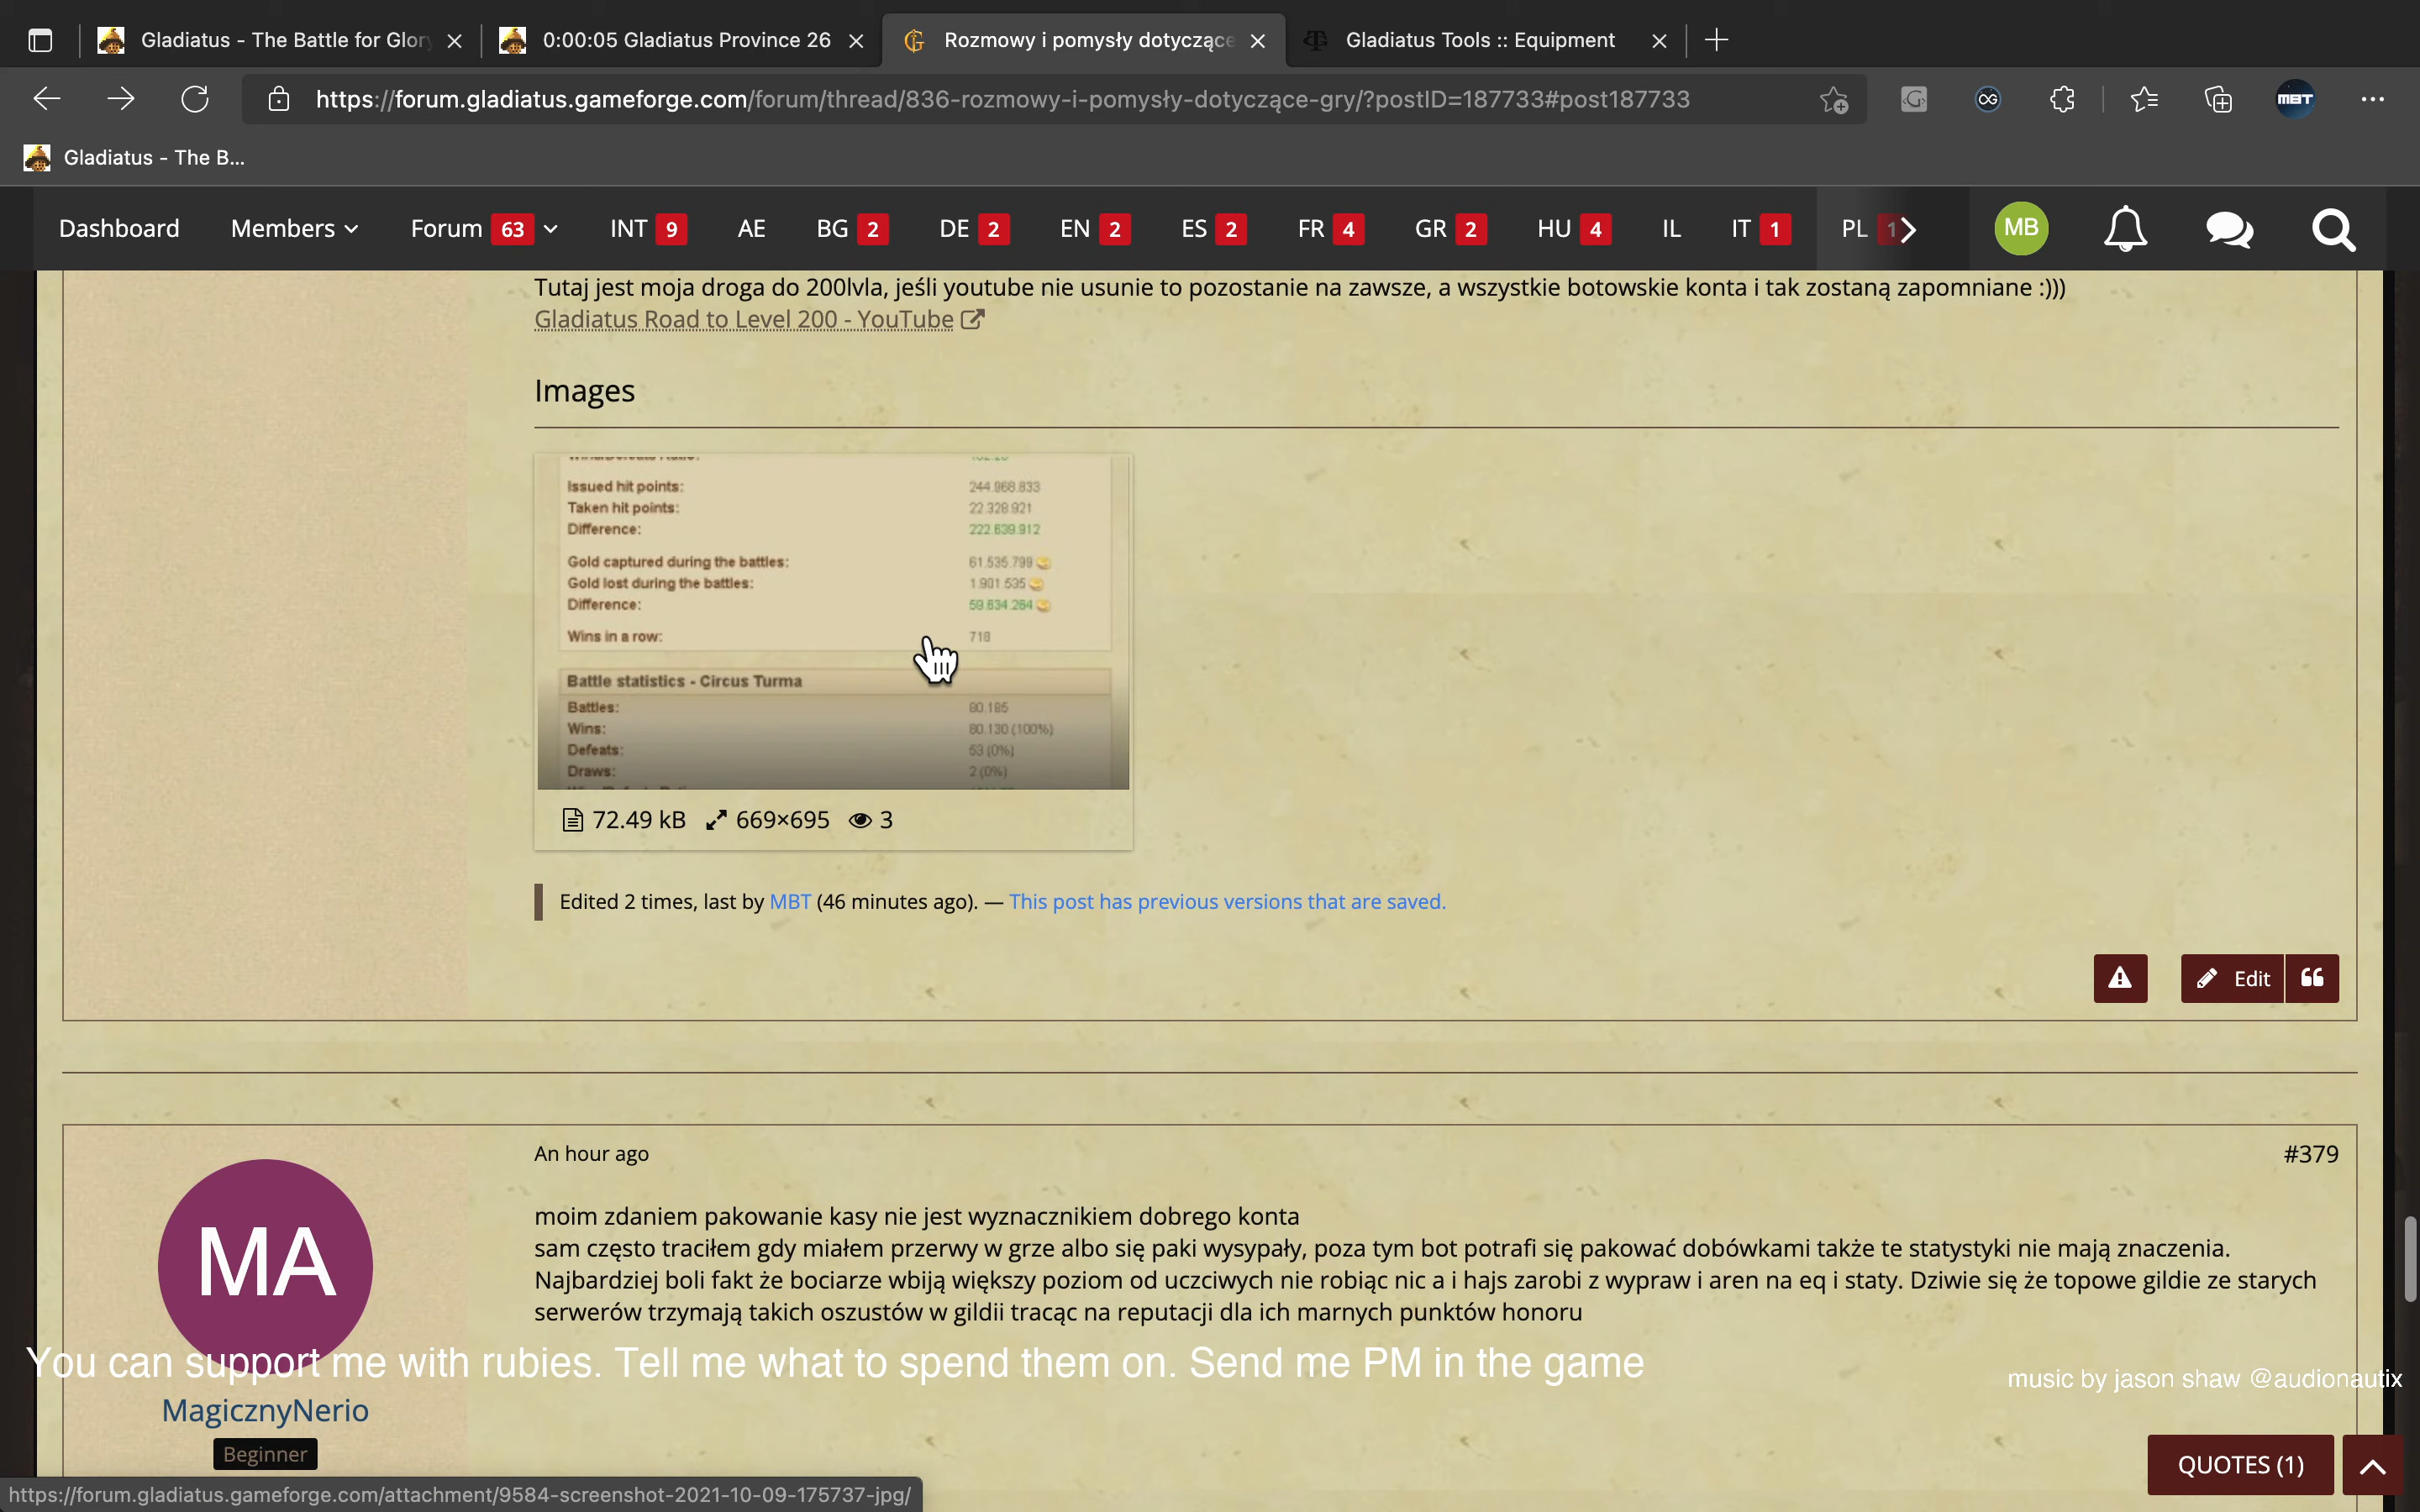 Gladiatus - The Battle for Glory
0:00:05 Gladiatus Province 26
Rozmowy i pomysły dotyczące
Gladiatus Tools :: Equipment
https://forum.gladiatus.gameforge.com/forum/thread/836-rozmowy-i-pomysły-dotyczące-gry/?postID=187733#post187733
MBT
Gladiatus - The B...
Dashboard Members Forum 63 INT 9 AE BG 2 DE 2 EN 2 ES 2 FR 4 GR 2 HU 4 IL IT 1 PL 1 MB
Tutaj jest moja droga do 200lvla, jeśli youtube nie usunie to pozostanie na zawsze, a wszystkie botowskie konta i tak zostaną zapomniane :)))
Gladiatus Road to Level 200 - YouTube
Images
Issued hit points: 244.968.833
Taken hit points: 22.328.921
Difference: 222.639.912
Gold captured during the battles: 61.535.799
Gold lost during the battles: 1.901.535
Difference: 59.634.264
Wins in a row: 718
Battle statistics - Circus Turma
Battles: 80.185
Wins: 80.130 (100%)
Defeats: 53 (0%)
Draws: 2 (0%)
72.49 kB 669×695 3
Edited 2 times, last by MBT (46 minutes ago). — This post has previous versions that are saved.
Edit
An hour ago
#379
MA
moim zdaniem pakowanie kasy nie jest wyznacznikiem dobrego konta
sam często traciłem gdy miałem przerwy w grze albo się paki wysypały, poza tym bot potrafi się pakować dobówkami także te statystyki nie mają znaczenia.
Najbardziej boli fakt że bociarze wbiją większy poziom od uczciwych nie robiąc nic a i hajs zarobi z wypraw i aren na eq i staty. Dziwie się że topowe gildie ze starych
serwerów trzymają takich oszustów w gildii tracąc na reputacji dla ich marnych punktów honoru
You can support me with rubies. Tell me what to spend them on. Send me PM in the game
music by jason shaw @audionautix
MagicznyNerio
Beginner
QUOTES (1)
https://forum.gladiatus.gameforge.com/attachment/9584-screenshot-2021-10-09-175737-jpg/